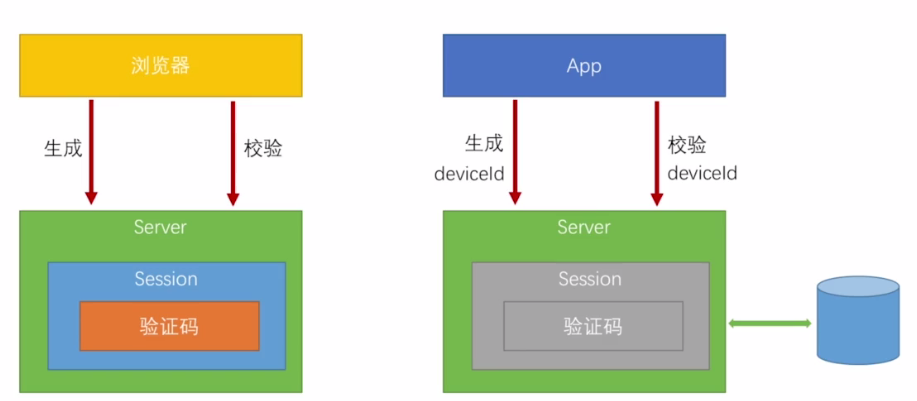 浏览器
生成
校验
Server
Session
验证码
App
生成
deviceId
校验
deviceId
Server
Session
验证码